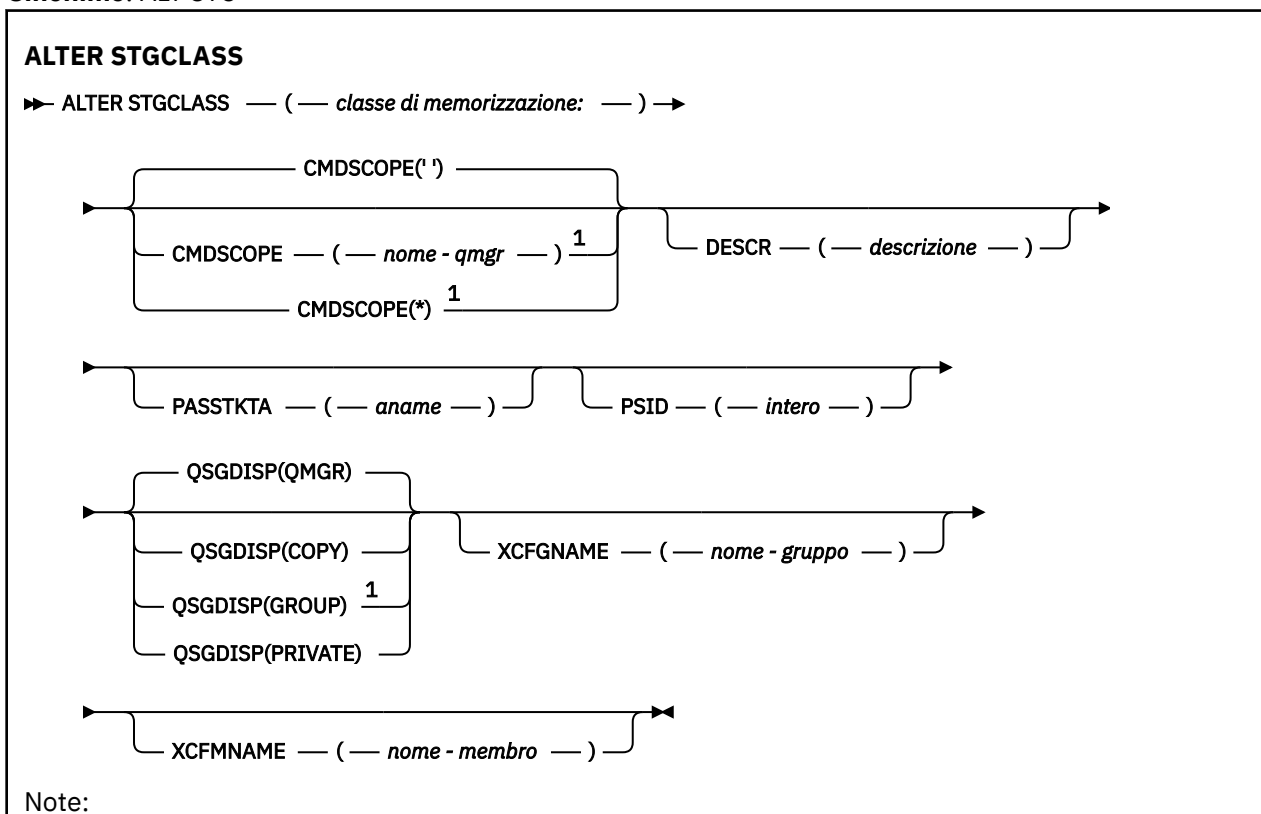 ALTER STGCLASS
ALTER STGCLASS ( classe di memorizzazione: )
CMDSCOPE(' ')
CMDSCOPE ( nome - qmgr ) 1
DESCR ( descrizione )
CMDSCOPE(*) 1
PASSTKTA ( aname )
PSID ( intero )
QSGDISP(QMGR)
QSGDISP(COPY)
XCFGNAME ( nome - gruppo )
QSGDISP(GROUP) 1
QSGDISP(PRIVATE)
XCFMNAME ( nome - membro )
Note: